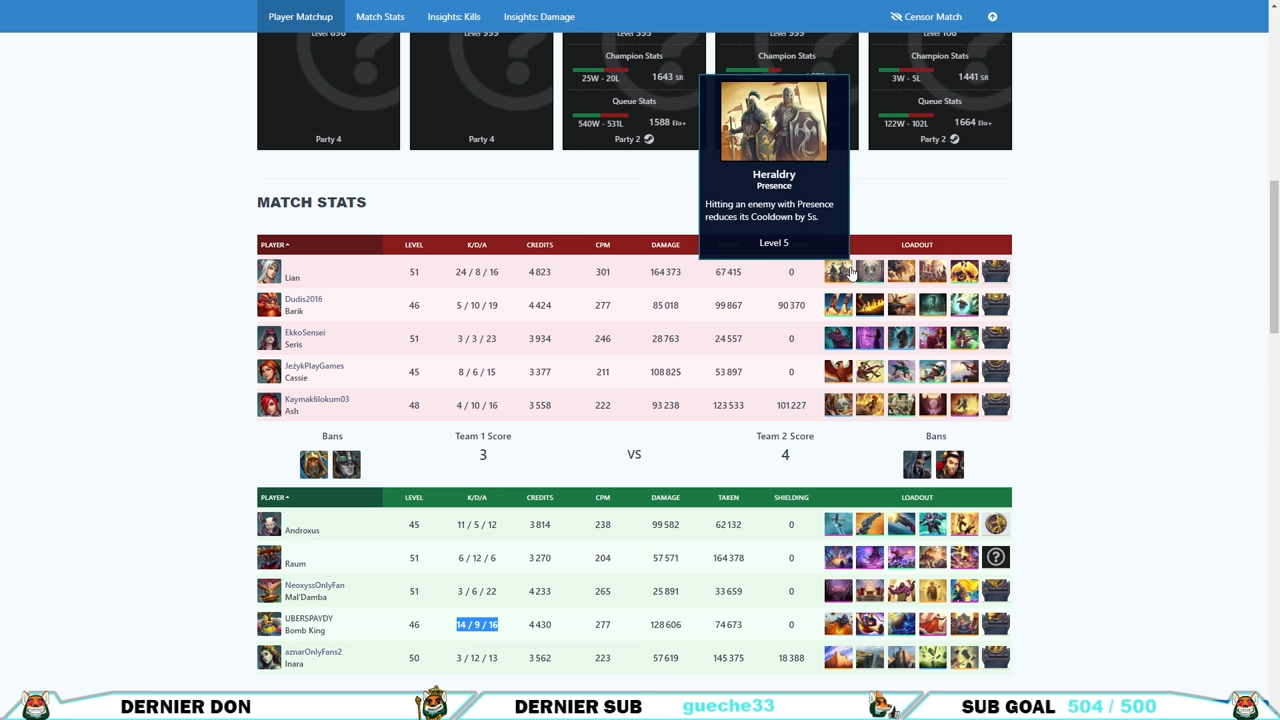 Player Matchup Match Stats Insights: Kills Insights: Damage Censor Match
Champion Stats Champion Stats
25W - 20L 1643 SR 3W - 5L 1441 SR
Queue Stats Queue Stats
540W - 531L 1588 Elo+ 122W - 102L 1664 Elo+
Party 4 Party 4 Party 2 Party 2
Heraldry
Presence
Hitting an enemy with Presence
reduces its Cooldown by 5s.
Level 5
MATCH STATS
PLAYER LEVEL K/D/A CREDITS CPM DAMAGE LOADOUT
Lian 51 24 / 8 / 16 4 823 301 164 373 67 415 0
Dudis2016
Barik 46 5 / 10 / 19 4 424 277 85 018 99 867 90 370
EkkoSensei
Seris 51 3 / 3 / 23 3 934 246 28 763 24 557 0
JeżykPlayGames
Cassie 45 8 / 6 / 15 3 377 211 108 825 53 897 0
Kaymaklilokum03
Ash 48 4 / 10 / 16 3 558 222 93 238 101 227
Bans Team 1 Score Team 2 Score Bans
3 VS 4
PLAYER LEVEL K/D/A CREDITS CPM DAMAGE TAKEN SHIELDING LOADOUT
Androxus 45 11 / 5 / 12 3 814 238 99 582 62 132 0
Raum 51 6 / 12 / 6 3 270 204 57 571 164 378 0
NeoxyssOnlyFan
Mal'Damba 51 3 / 6 / 22 4 233 265 25 891 33 659 0
UBERSPAYDY
Bomb King 46 14 / 9 / 16 4 430 277 128 606 74 673 0
aznarOnlyFans2
Inara 50 3 / 12 / 13 3 562 223 57 619 145 375 18 388
DERNIER DON DERNIER SUB gueche33 SUB GOAL 504 / 500